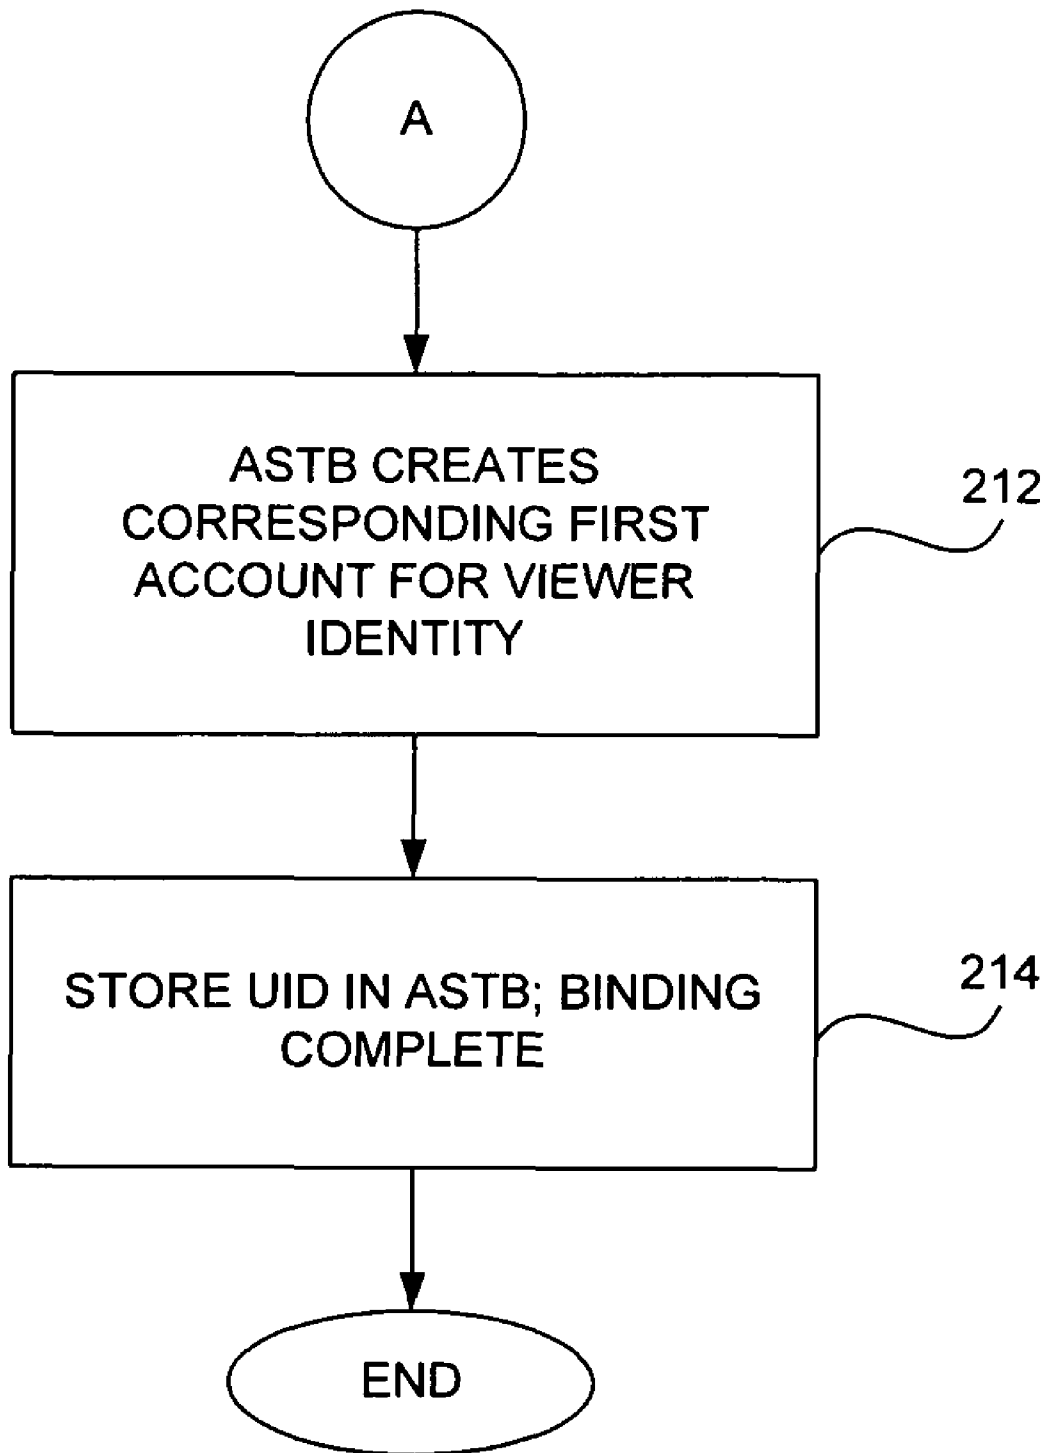 A
ASTB CREATES
CORRESPONDING FIRST
ACCOUNT FOR VIEWER
IDENTITY
212
STORE UID IN ASTB; BINDING
COMPLETE
214
END